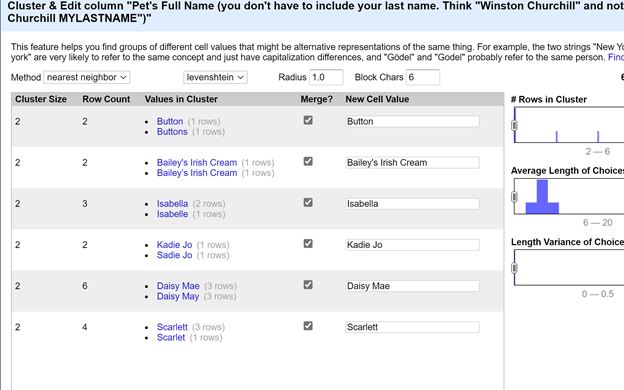 Cluster & Edit column "Pet's Full Name (you don't have to include your last name. Think "Winston Churchill" and not
Churchill MYLASTNAME")"
This feature helps you find groups of different cell values that might be alternative representations of the same thing. For example, the two strings "New Yo
york" are very likely to refer to the same concept and just have capitalization differences, and "Gödel" and "Godel" probably refer to the same person. Find
Method nearest neighbor levenshtein Radius 1.0 Block Chars 6 6
Cluster Size Row Count Values in Cluster Merge? New Cell Value
2 2 • Button (1 rows) Button
• Buttons (1 rows)
2 2 • Bailey's Irish Cream (1 rows) Bailey's Irish Cream
• Bailey’s Irish Cream (1 rows)
2 3 • Isabella (2 rows) Isabella
• Isabelle (1 rows)
2 2 • Kadie Jo (1 rows) Kadie Jo
• Sadie Jo (1 rows)
2 6 • Daisy Mae (3 rows) Daisy Mae
• Daisy May (3 rows)
2 4 • Scarlett (3 rows) Scarlett
• Scarlet (1 rows)
# Rows in Cluster
2 — 6
Average Length of Choice
6 — 20
Length Variance of Choice
0 — 0.5